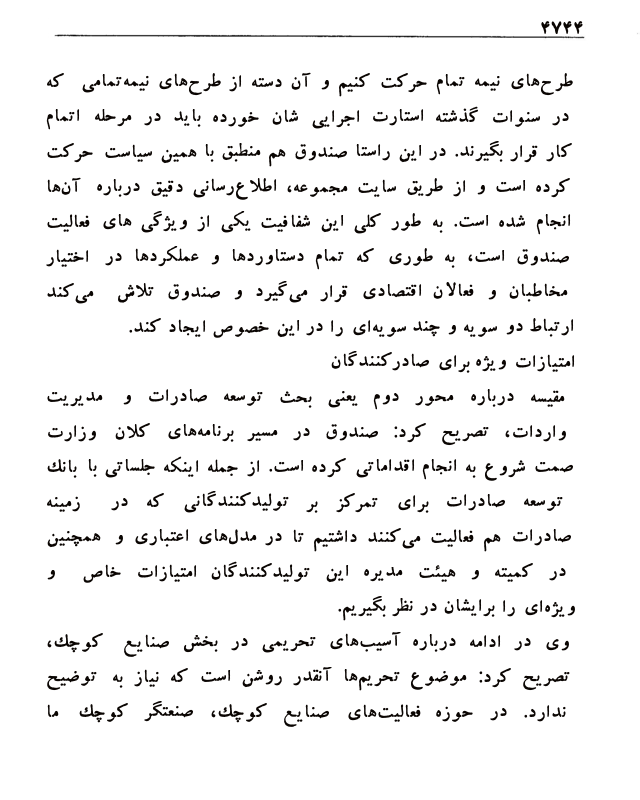 ۴۷۴۴
طرح‌های نیمه تمام حرکت کنیم و آن دسته از طرح‌های نیمه‌تمامی که
در سنوات گذشته استارت اجرایی شان خورده باید در مرحله اتمام
کار قرار بگیرند. در این راستا صندوق هم منطبق با همین سیاست حرکت
کرده است و از طریق سایت مجموعه، اطلاع‌رسانی دقیق درباره آن‌ها
انجام شده است. به طور کلی این شفافیت یکی از ویژگی های فعالیت
صندوق است، به طوری که تمام دستاوردها و عملکردها در اختیار
مخاطبان و فعالان اقتصادی قرار می‌گیرد و صندوق تلاش می‌کند
ارتباط دو سویه و چند سویه‌ای را در این خصوص ایجاد کند.
امتیازات ویژه برای صادرکنندگان
مقیسه درباره محور دوم یعنی بحث توسعه صادرات و مدیریت
واردات، تصریح کرد: صندوق در مسیر برنامه‌های کلان وزارت
صمت شروع به انجام اقداماتی کرده است. از جمله اینکه جلساتی با بانك
توسعه صادرات برای تمرکز بر تولیدکنندگانی که در زمینه
صادرات هم فعالیت می‌کنند داشتیم تا در مدل‌های اعتباری و همچنین
در کمیته و هیئت مدیره این تولیدکنندگان امتیازات خاص و
ویژه‌ای را برایشان در نظر بگیریم.
وی در ادامه درباره آسیب‌های تحریمی در بخش صنایع کوچك،
تصریح کرد: موضوع تحریم‌ها آنقدر روشن است که نیاز به توضیح
ندارد. در حوزه فعالیت‌های صنایع کوچك، صنعتگر کوچك ما